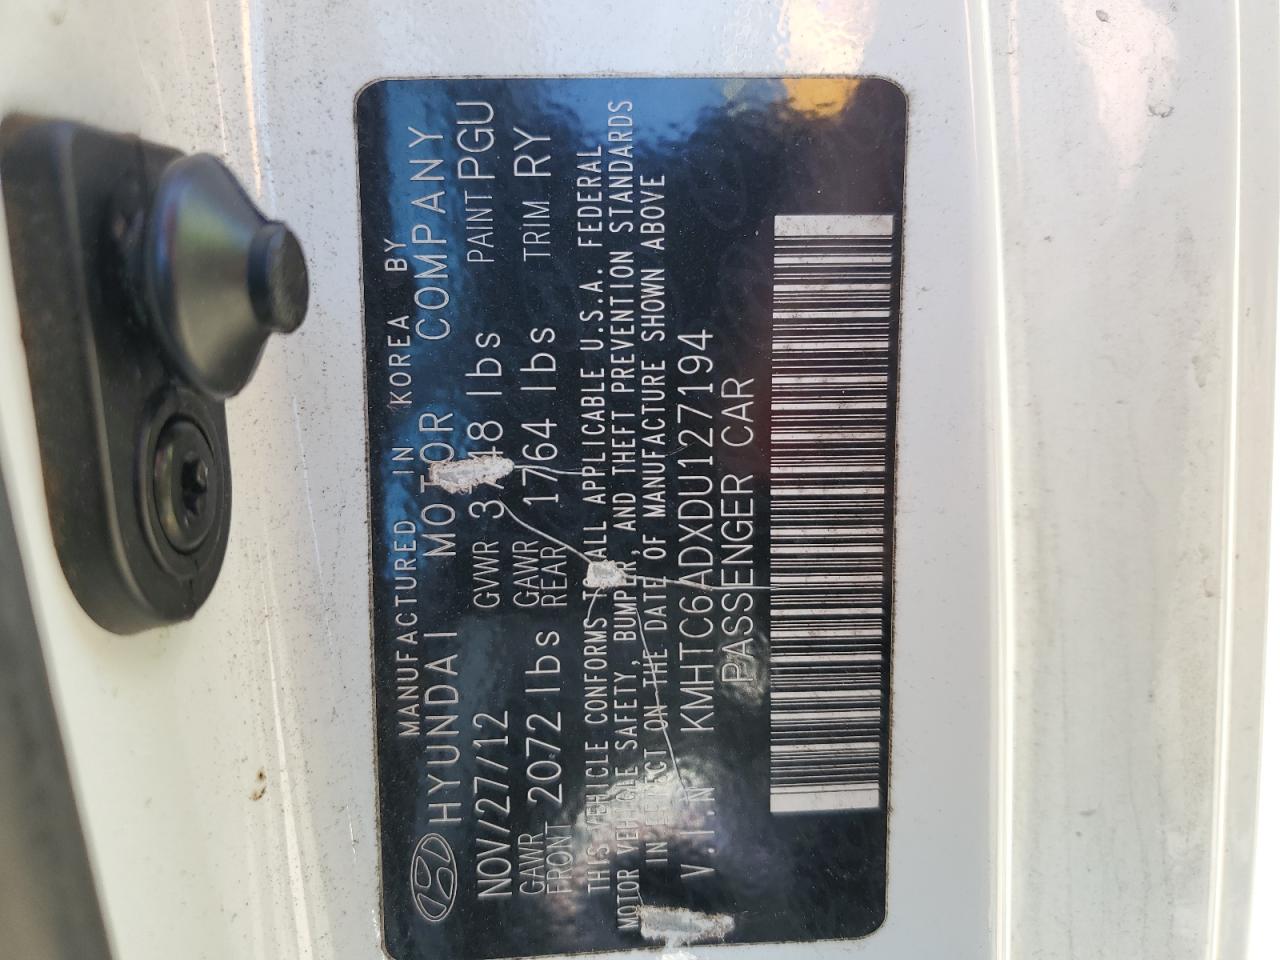 MANUFACTURED IN KOREA BY
HYUNDAI MOTOR COMPANY
NOV/27/12 GVWR 3748 lbs PAINT PGU
GAWR FRONT 2072 lbs GAWR REAR 1764 lbs TRIM RY
THIS VEHICLE CONFORMS TO ALL APPLICABLE U.S.A. FEDERAL
MOTOR VEHICLE SAFETY, BUMPER, AND THEFT PREVENTION STANDARDS
IN EFFECT ON THE DATE OF MANUFACTURE SHOWN ABOVE
V.I.N KMHTC6ADXDU127194
PASSENGER CAR